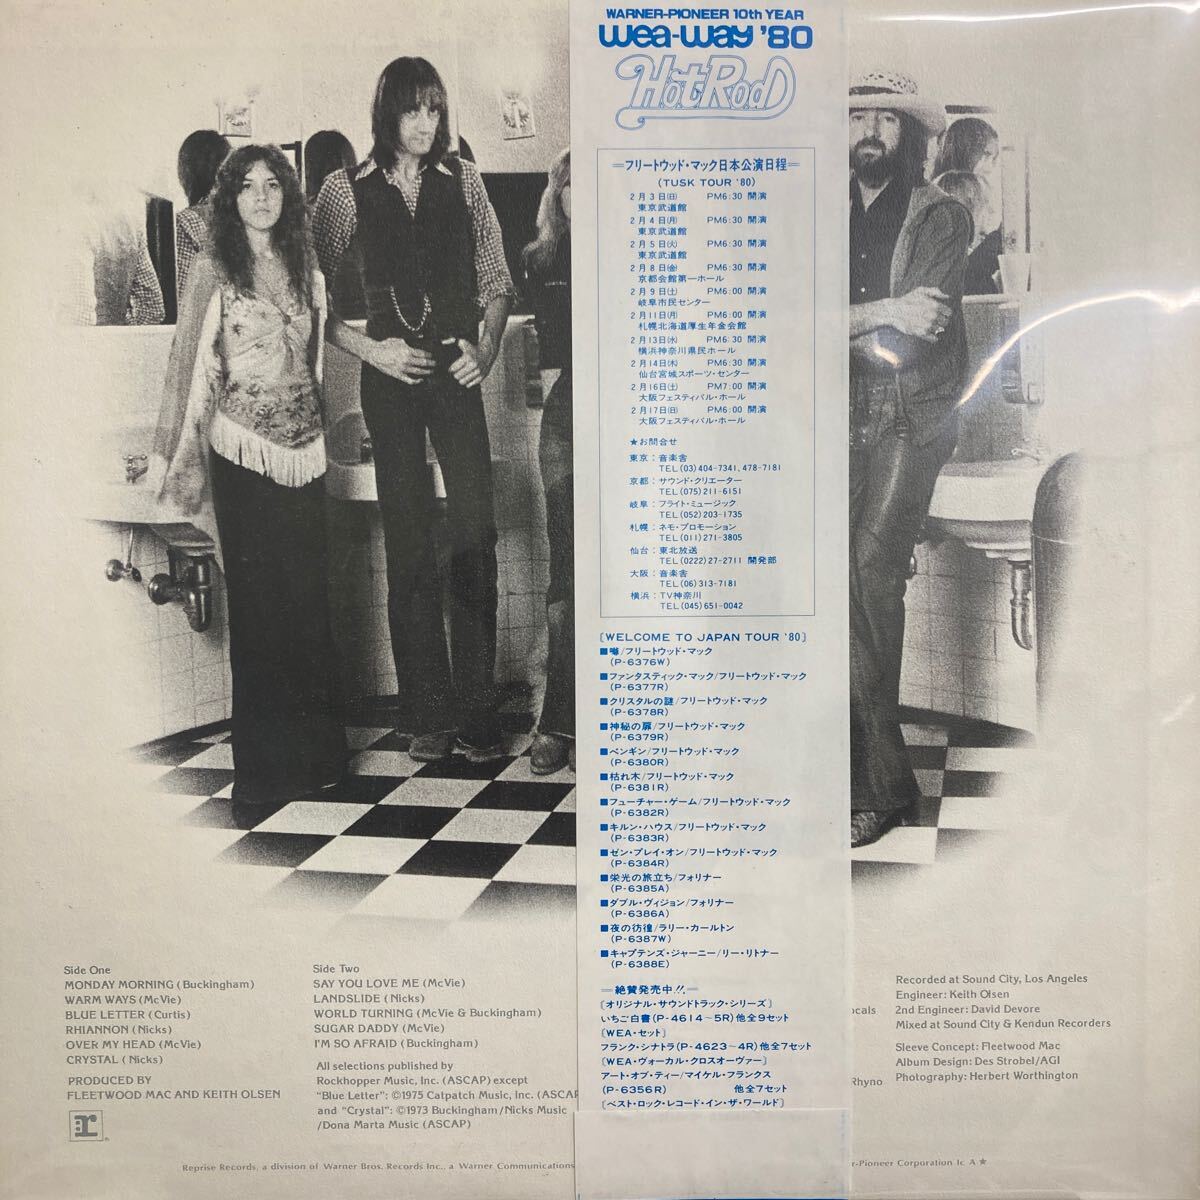 WARNER-PIONEER 10th YEAR
Wea-Way '80
Hot Rod
=フリートウッド・マック日本公演日程=
(TUSK TOUR '80)
2月3日(日) PM6:30 開演
東京武道館
2月4日(月) PM6:30 開演
東京武道館
2月5日(火) PM6:30 開演
東京武道館
2月8日(金) PM6:30 開演
京都会館第一ホール
2月9日(土) PM6:00 開演
岐阜市民センター
2月11日(月) PM6:00 開演
札幌北海道厚生年金会館
2月13日(水) PM6:30 開演
横浜神奈川県民ホール
2月14日(木) PM6:30 開演
仙台宮城スポーツ・センター
2月16日(土) PM7:00 開演
大阪フェスティバル・ホール
2月17日(日) PM6:00 開演
大阪フェスティバル・ホール
★お問合せ
東京：音楽舎
TEL(03)404-7341、478-7181
京都：サウンド・クリエーター
TEL(075)211-6151
岐阜：フライト・ミュージック
TEL(052)203-1735
札幌：ネモ・プロモーション
TEL(011)271-3805
仙台：東北放送
TEL(0222)27-2711 開発部
大阪：音楽舎
TEL(06)313-7181
横浜：TV神奈川
TEL(045)651-0042
[WELCOME TO JAPAN TOUR '80]
■噂/フリートウッド・マック
(P-6376W)
■ファンタスティック・マック/フリートウッド・マック
(P-6377R)
■クリスタルの謎/フリートウッド・マック
(P-6378R)
■神秘の扉/フリートウッド・マック
(P-6379R)
■ペンギン/フリートウッド・マック
(P-6380R)
■枯れ木/フリートウッド・マック
(P-6381R)
■フューチャー・ゲーム/フリートウッド・マック
(P-6382R)
■キルン・ハウス/フリートウッド・マック
(P-6383R)
■ゼン・プレイ・オン/フリートウッド・マック
(P-6384R)
■栄光の旅立ち/フォリナー
(P-6385A)
■ダブル・ヴィジョン/フォリナー
(P-6386A)
■夜の彷徨/ラリー・カールトン
(P-6387W)
■キャプテンズ・ジャーニー/リー・リトナー
(P-6388E)
=絶賛発売中!!=
[オリジナル・サウンドトラック・シリーズ]
いちご白書(P-4614～5R)他全9セット
[WEA・セット]
フランク・シナトラ(P-4623～4R)他全7セット
[WEA・ヴォーカル・クロスオーヴァー]
アート・オブ・ティー/マイケル・フランクス
(P-6356R) 他全7セット
[ベスト・ロック・レコード・イン・ザ・ワールド]
Side One
MONDAY MORNING (Buckingham)
WARM WAYS (McVie)
BLUE LETTER (Curtis)
RHIANNON (Nicks)
OVER MY HEAD (McVie)
CRYSTAL (Nicks)
PRODUCED BY
FLEETWOOD MAC AND KEITH OLSEN
Side Two
SAY YOU LOVE ME (McVie)
LANDSLIDE (Nicks)
WORLD TURNING (McVie & Buckingham)
SUGAR DADDY (McVie)
I'M SO AFRAID (Buckingham)
All selections published by
Rockhopper Music, Inc. (ASCAP) except
"Blue Letter": ©1975 Catpatch Music, Inc. (ASCAP
and "Crystal": ©1973 Buckingham/Nicks Music
/Dona Marta Music (ASCAP)
ocals
Rhyno
Recorded at Sound City, Los Angeles
Engineer: Keith Olsen
2nd Engineer: David Devore
Mixed at Sound City & Kendun Recorders
Sleeve Concept: Fleetwood Mac
Album Design: Des Strobel/AGI
Photography: Herbert Worthington
r
Reprise Records, a division of Warner Bros. Records Inc., a Warner Communications
r-Pioneer Corporation Ic A★